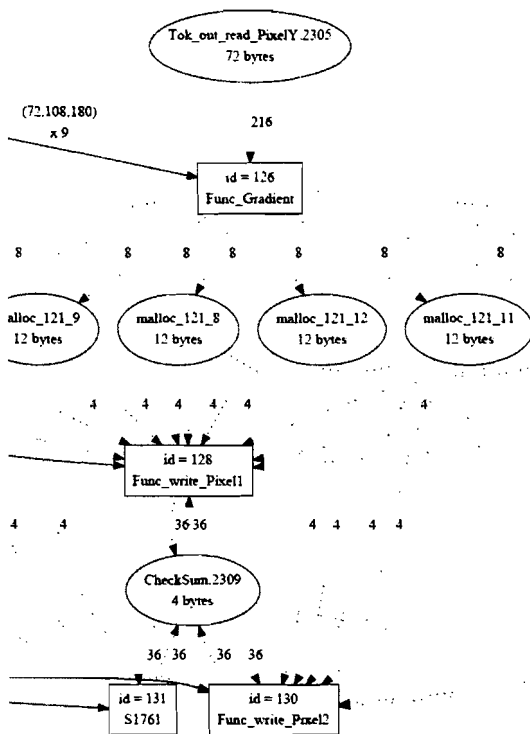 Tok_out_read_PixelY.2305
72 bytes
(72,108,180)
x 9
216
id = 126
Func_Gradient
8 8 8 8 8 8 8
alloc_121_9
12 bytes
malloc_121_8
12 bytes
malloc_121_12
12 bytes
malloc_121_11
12 bytes
4 4 4 4 4 4
id = 128
Func_write_Pixel1
4 4 36 36 4 4 4 4
CheckSum.2309
4 bytes
36 36 36 36
id = 131
S1761
id = 130
Func_write_Pixel2